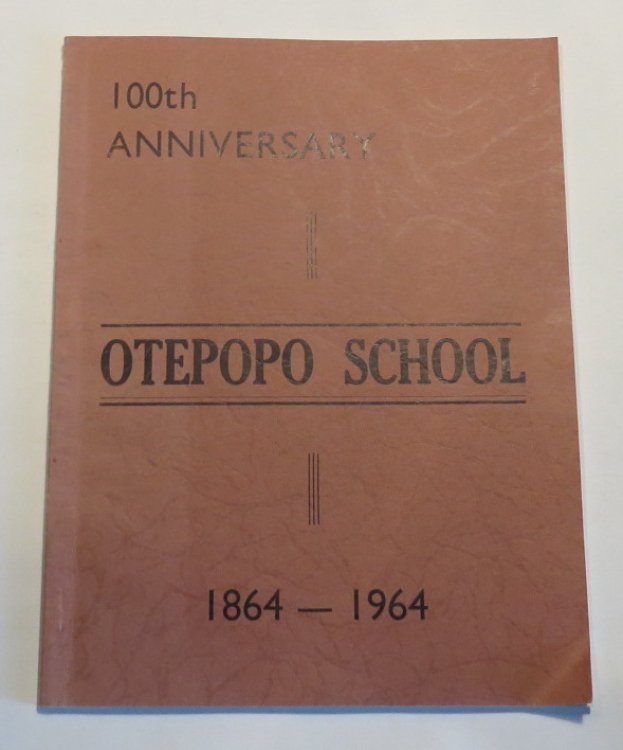 100th
ANNIVERSARY
OTEPOPO SCHOOL
1864 — 1964